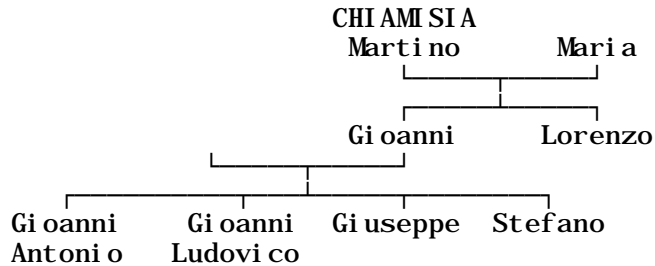 CHIAMISIA
Martino Maria
Gioanni Lorenzo
Gioanni Gioanni Giuseppe Stefano
Antonio Ludovico